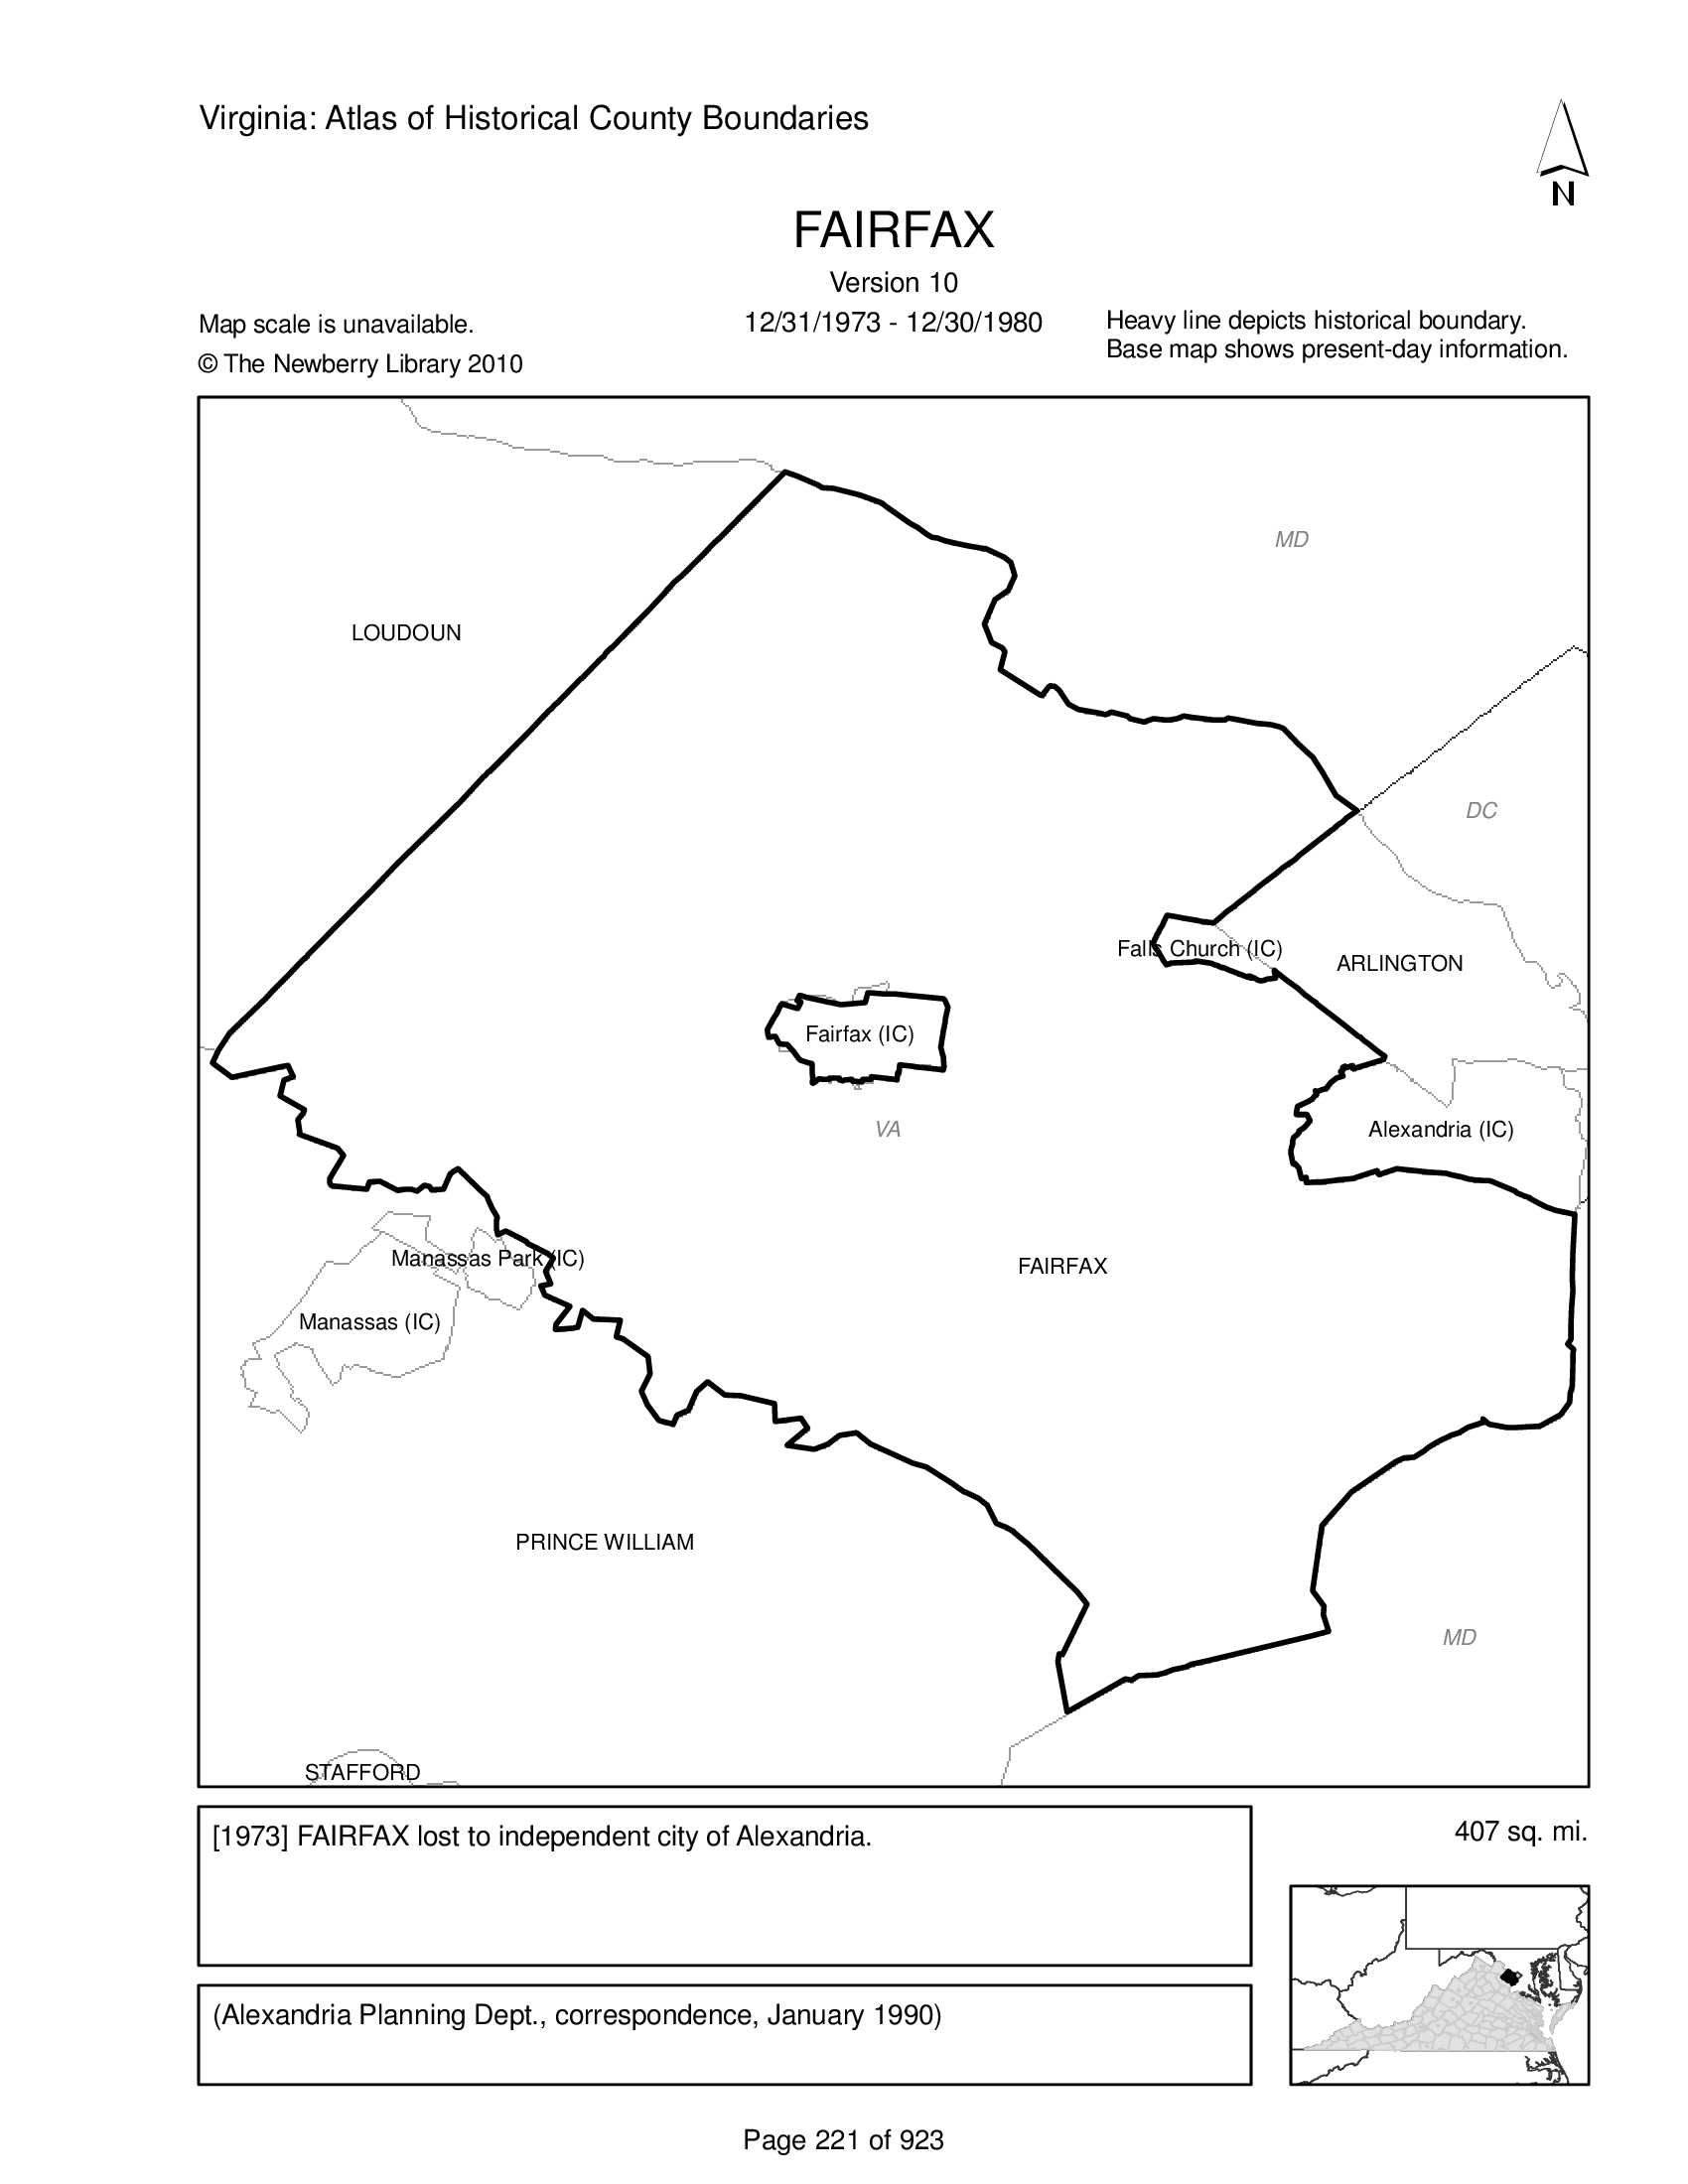 Virginia: Atlas of Historical County Boundaries
N
FAIRFAX
Version 10
12/31/1973 - 12/30/1980
Map scale is unavailable.
© The Newberry Library 2010
Heavy line depicts historical boundary.
Base map shows present-day information.
MD
LOUDOUN
DC
Falls Church (IC)
ARLINGTON
Fairfax (IC)
VA
Alexandria (IC)
Manassas Park (IC)
FAIRFAX
Manassas (IC)
PRINCE WILLIAM
MD
STAFFORD
[1973] FAIRFAX lost to independent city of Alexandria.
407 sq. mi.
(Alexandria Planning Dept., correspondence, January 1990)
Page 221 of 923